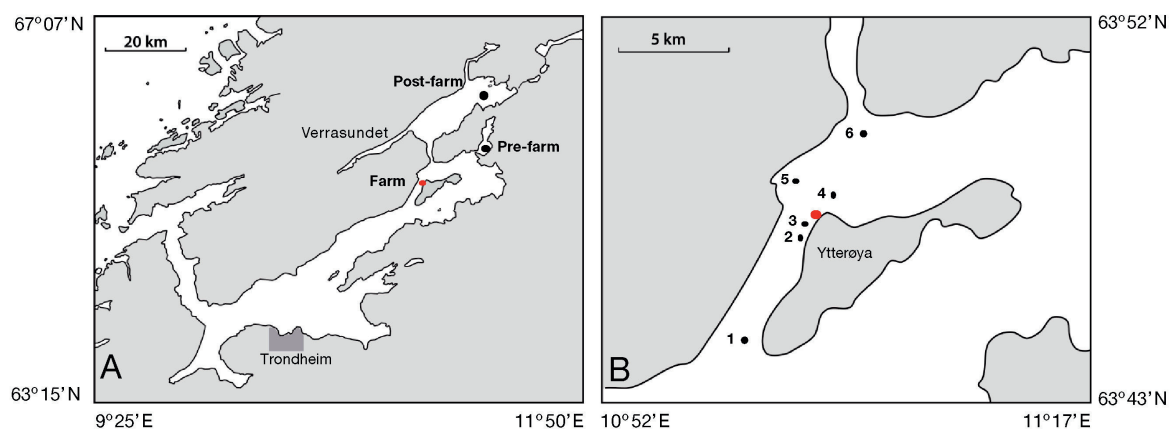 67°07'N
20 km
Post-farm
Verrasundet
Pre-farm
Farm
A
Trondheim
63°15'N
9°25'E
11°50'E
63°52'N
5 km
6
5
4
3
2
Ytterøya
1
B
63°43'N
10°52'E
11°17'E